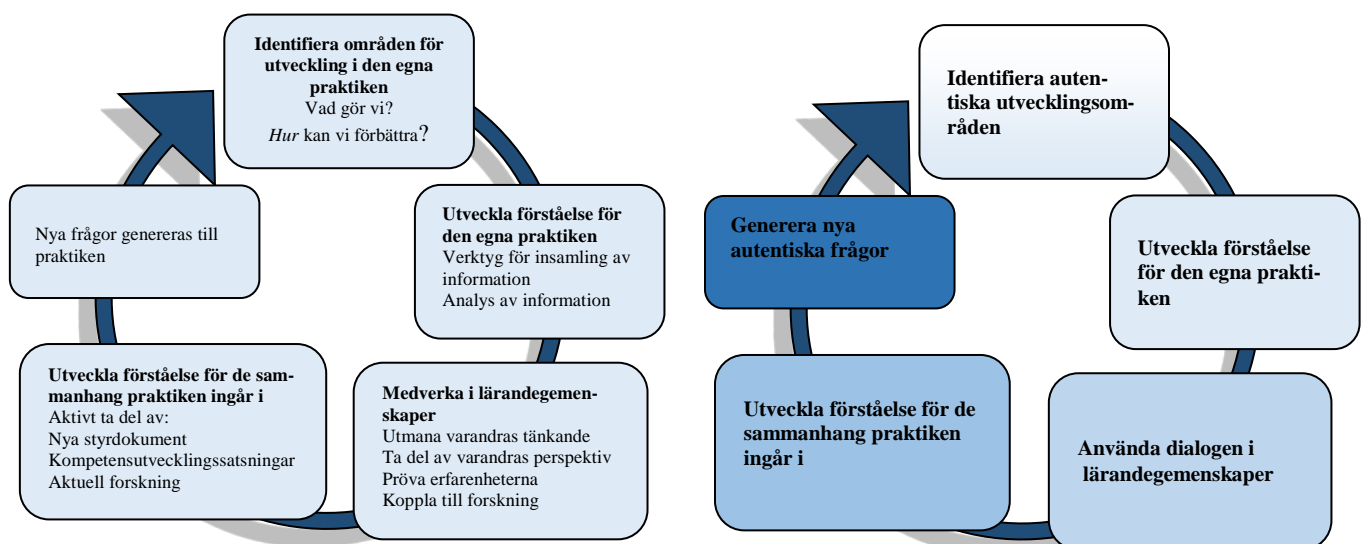 Identifiera områden för
utveckling i den egna
praktiken
Vad gör vi?
Hur kan vi förbättra?
Utveckla förståelse för
den egna praktiken
Verktyg för insamling av
information
Analys av information
Medverka i lärandegemen-
skaper
Utmana varandras tänkande
Ta del av varandras perspektiv
Pröva erfarenheterna
Koppla till forskning
Utveckla förståelse för de sam-
manhang praktiken ingår i
Aktivt ta del av:
Nya styrdokument
Kompetensutvecklingssatsningar
Aktuell forskning
Nya frågor genereras till
praktiken
Identifiera auten-
tiska utvecklingsom-
råden
Utveckla förståelse
för den egna prakti-
ken
Använda dialogen i
lärandegemenskaper
Utveckla förståelse för de
sammanhang praktiken
ingår i
Generera nya
autentiska frågor